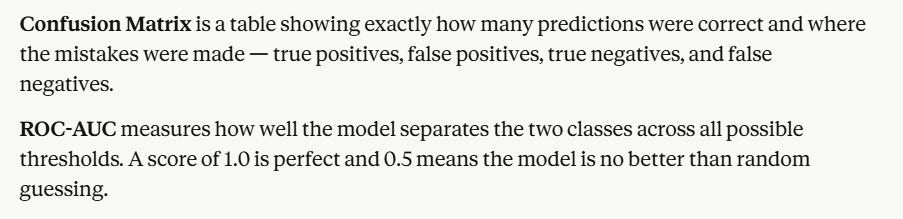 Confusion Matrix is a table showing exactly how many predictions were correct and where
the mistakes were made — true positives, false positives, true negatives, and false
negatives.
ROC-AUC measures how well the model separates the two classes across all possible
thresholds. A score of 1.0 is perfect and 0.5 means the model is no better than random
guessing.